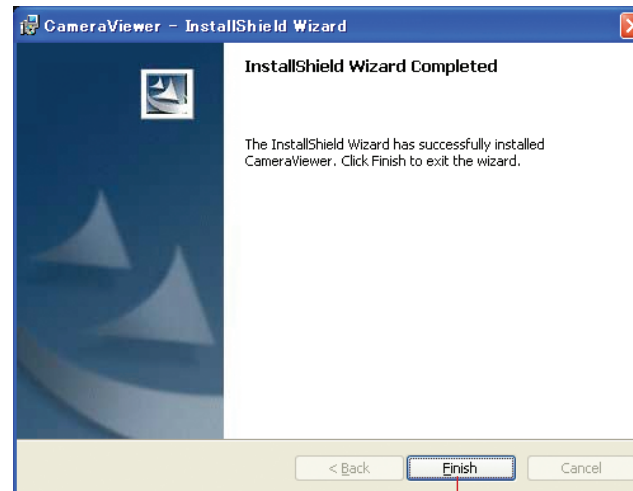 CameraViewer - InstallShield Wizard
InstallShield Wizard Completed
The InstallShield Wizard has successfully installed
CameraViewer. Click Finish to exit the wizard.
< Back
Finish
Cancel